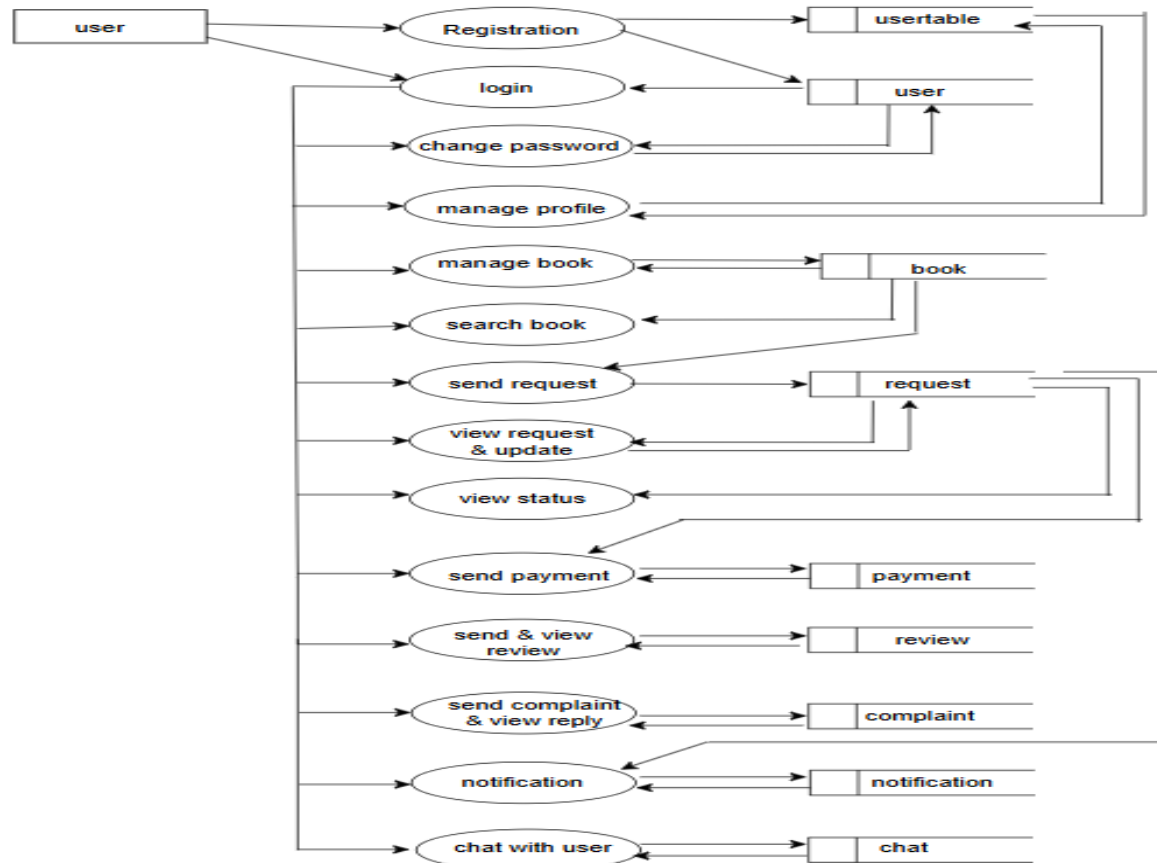 user
Registration
usertable
login
user
change password
manage profile
manage book
book
search book
send request
request
view request
& update
view status
send payment
payment
send & view
review
review
send complaint
& view reply
complaint
notification
notification
chat with user
chat